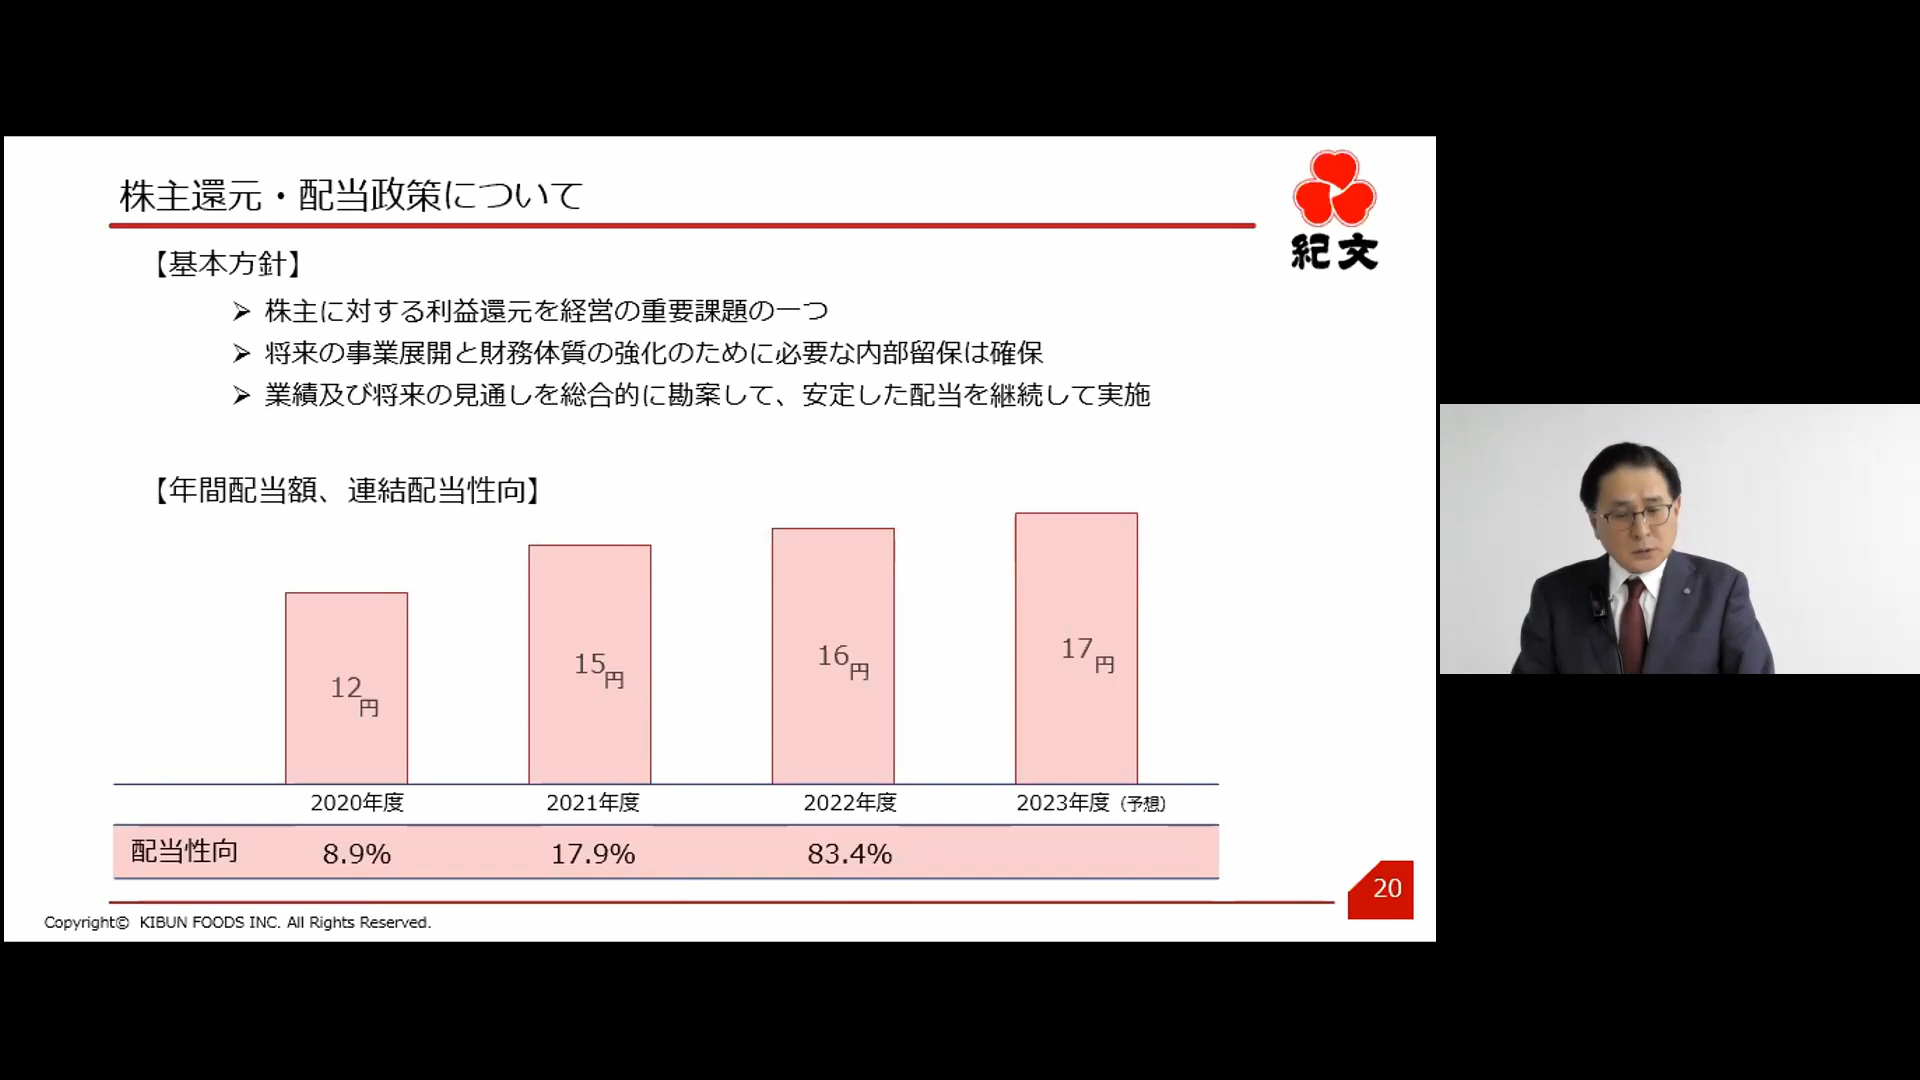 株主還元・配当政策について
紀文
【基本方針】
➢ 株主に対する利益還元を経営の重要課題の一つ
➢ 将来の事業展開と財務体質の強化のために必要な内部留保は確保
➢ 業績及び将来の見通しを総合的に勘案して、安定した配当を継続して実施
【年間配当額、連結配当性向】
12円 15円 16円 17円
2020年度 2021年度 2022年度 2023年度（予想）
配当性向 8.9% 17.9% 83.4%
20
Copyright© KIBUN FOODS INC. All Rights Reserved.